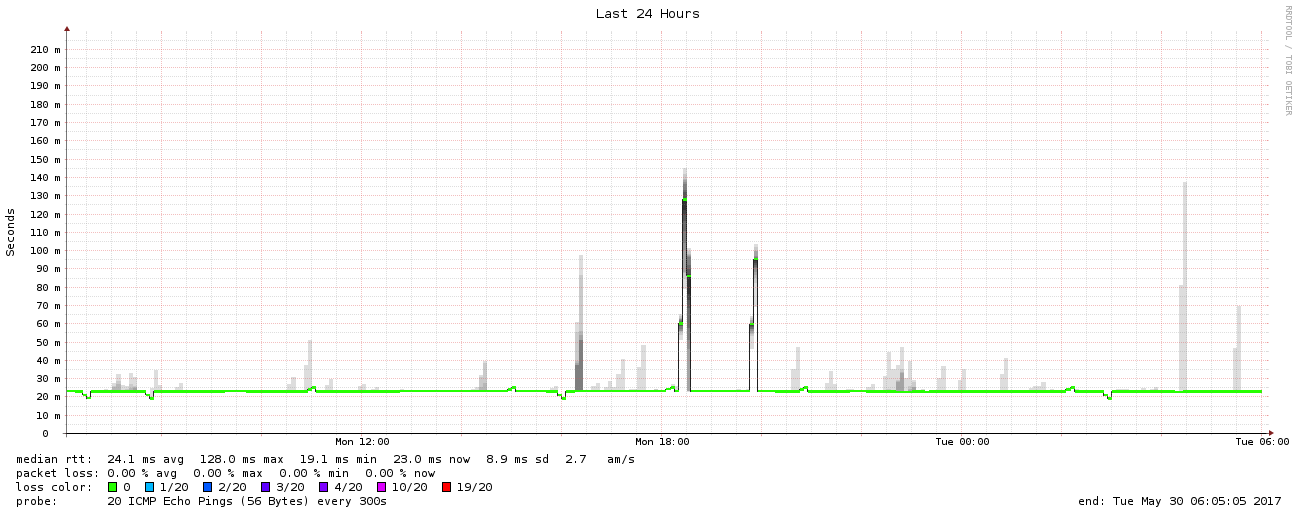 Last 24 Hours
RRDTOOL / TOBI OETIKER
Seconds
210 m
200 m
190 m
180 m
170 m
160 m
150 m
140 m
130 m
120 m
110 m
100 m
90 m
80 m
70 m
60 m
50 m
40 m
30 m
20 m
10 m
0
Mon 12:00 Mon 18:00 Tue 00:00 Tue 06:00
median rtt: 24.1 ms avg 128.0 ms max 19.1 ms min 23.0 ms now 8.9 ms sd 2.7 am/s
packet loss: 0.00 % avg 0.00 % max 0.00 % min 0.00 % now
loss color: 0 1/20 2/20 3/20 4/20 10/20 19/20
probe: 20 ICMP Echo Pings (56 Bytes) every 300s end: Tue May 30 06:05:05 2017